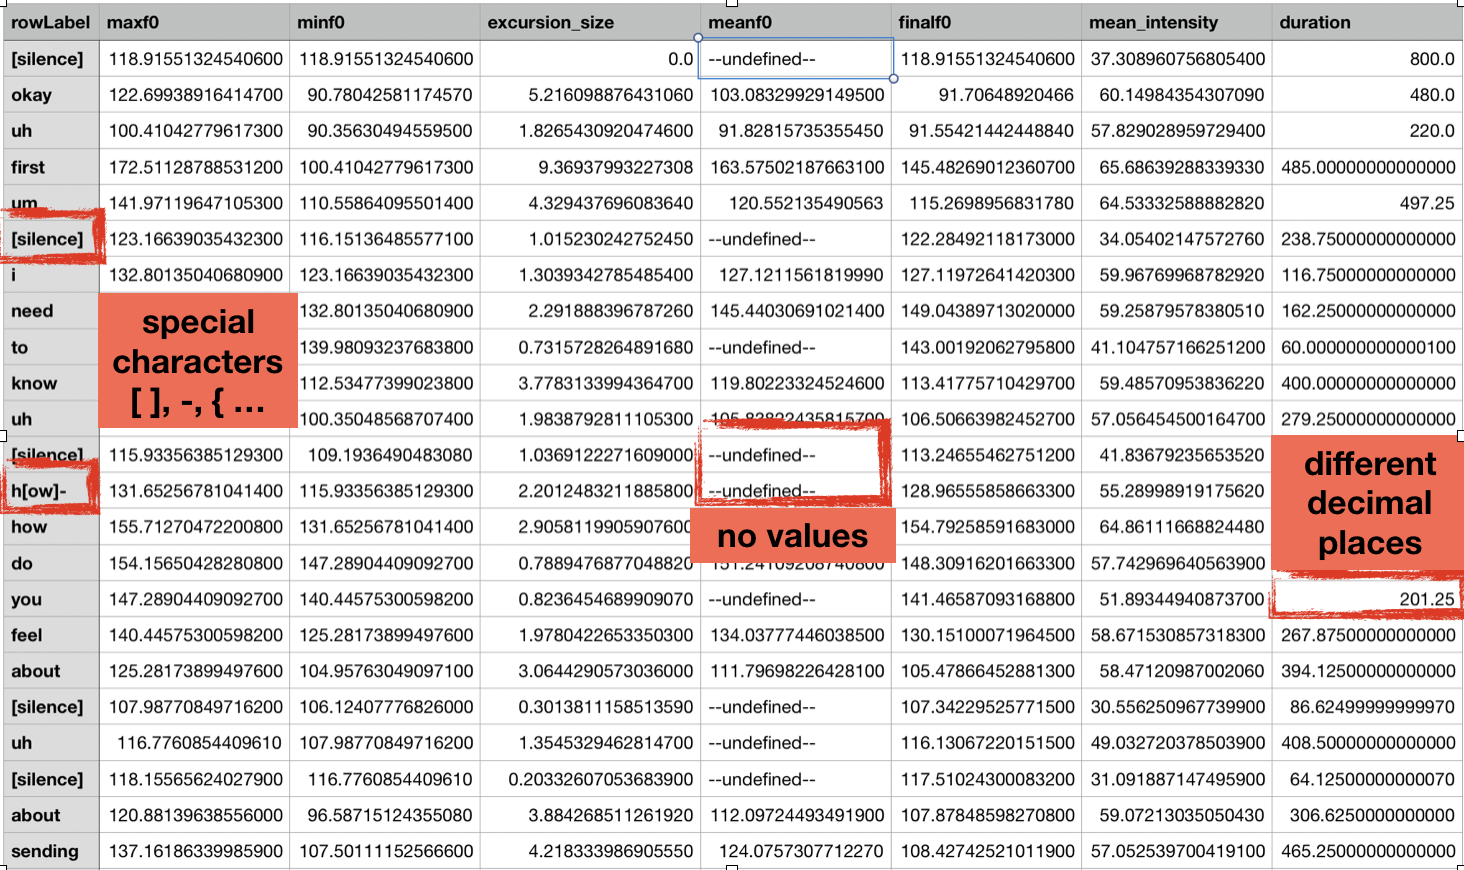 rowLabel maxf0 minf0 excursion_size meanf0 finalf0 mean_intensity duration
[silence] 118.91551324540600 118.91551324540600 0.0 --undefined-- 118.91551324540600 37.308960756805400 800.0
okay 122.69938916414700 90.78042581174570 5.216098876431060 103.08329929149500 91.70648920466 60.14984354307090 480.0
uh 100.41042779617300 90.35630494559500 1.8265430920474600 91.82815735355450 91.55421442448840 57.829028959729400 220.0
first 172.51128788531200 100.41042779617300 9.369379932 27308 163.57502187663100 145.48269012360700 65.68639288339330 485.00000000000000
um 141.97119647105300 110.55864095501400 4.329437696083640 120.552135490563 115.2698956831780 64.53332588882820 497.25
[silence] 123.16639035432300 116.15136485577100 1.015230242752450 --undefined-- 122.28492118173000 34.05402147572760 238.75000000000000
i 132.80135040680900 123.16639035432300 1.3039342785485400 127.1211561819990 127.11972641420300 59.96769968782920 116.75000000000000
need 132.80135040680900 2.291888396787260 145.44030691021400 149.04389713020000 59.25879578380510 162.25000000000000
special
to 139.98093237683800 0.7315728264891680 --undefined-- 143.00192062795800 41.104757166251200 60.000000000000100
characters
know 112.53477399023800 3.7783133994364700 119.80223324524600 113.41775710429700 59.48570953836220 400.00000000000000
[ ], -, { ...
uh 100.35048568707400 1.9838792811105300 105.83822435815700 106.50663982452700 57.056454500164700 279.25000000000000
[silence] 115.93356385129300 109.1936490483080 1.0369122271609000 --undefined-- 113.24655462751200 41.83679235653520
different
h[ow]- 131.65256781041400 115.93356385129300 2.2012483211885800 --undefined-- 128.96555858663300 55.28998919175620
decimal
how 155.71270472200800 131.65256781041400 2.9058119905907600 154.79258591683000 64.86111668824480
no values
places
do 154.15650428280800 147.28904409092700 0.7889476877048820 148.30916201663300 57.742969640563900
you 147.28904409092700 140.44575300598200 0.8236454689909070 --undefined-- 141.46587093168800 51.89344940873700 201.25
feel 140.44575300598200 125.28173899497600 1.9780422653350300 134.03777446038500 130.15100071964500 58.671530857318300 267.87500000000000
about 125.28173899497600 104.95763049097100 3.0644290573036000 111.79698226428100 105.47866452881300 58.47120987002060 394.12500000000000
[silence] 107.98770849716200 106.12407776826000 0.3013811158513590 --undefined-- 107.34229525771500 30.556250967739900 86.62499999999970
uh 116.7760854409610 107.98770849716200 1.3545329462814700 --undefined-- 116.13067220151500 49.032720378503900 408.50000000000000
[silence] 118.15565624027900 116.7760854409610 0.20332607053683900 --undefined-- 117.51024300083200 31.091887147495900 64.12500000000070
about 120.88139638556000 96.58715124355080 3.884268511261920 112.09724493491900 107.87848598270800 59.07213035050430 306.6250000000000
sending 137.16186339985900 107.50111152566600 4.218333986905550 124.0757307712270 108.42742521011900 57.052539700419100 465.25000000000000